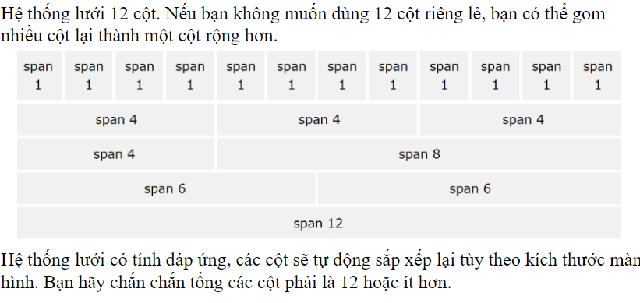 Hệ thống lưới 12 cột. Nếu bạn không muốn dùng 12 cột riêng lẻ, bạn có thể gom
nhiều cột lại thành một cột rộng hơn.
span span span span span span span span span span span span
1 1 1 1 1 1 1 1 1 1 1 1
span 4 span 4 span 4
span 4 span 8
span 6 span 6
span 12
Hệ thống lưới có tính đáp ứng, các cột sẽ tự động sắp xếp lại tùy theo kích thước màn
hình. Bạn hãy chắn chắn tổng các cột phải là 12 hoặc ít hơn.